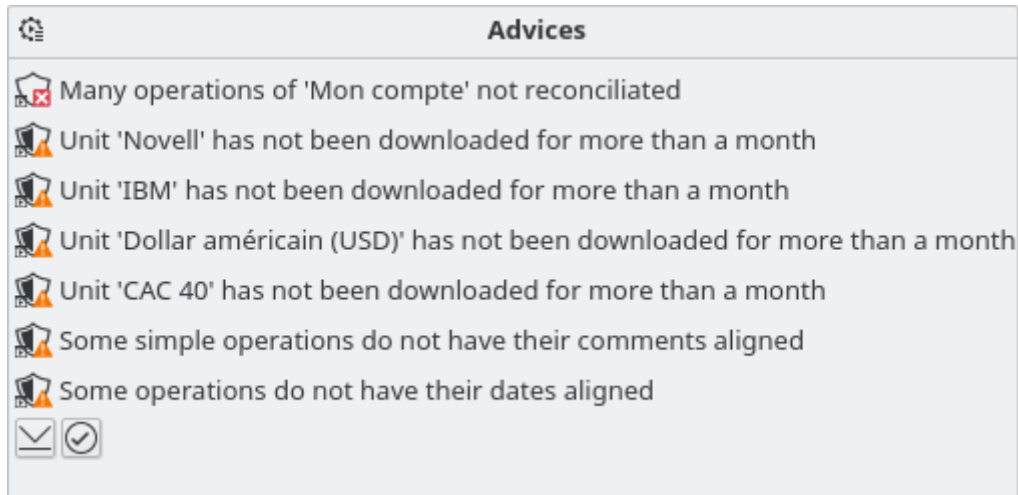 Advices
Many operations of 'Mon compte' not reconciliated
Unit 'Novell' has not been downloaded for more than a month
Unit 'IBM' has not been downloaded for more than a month
Unit 'Dollar américain (USD)' has not been downloaded for more than a month
Unit 'CAC 40' has not been downloaded for more than a month
Some simple operations do not have their comments aligned
Some operations do not have their dates aligned